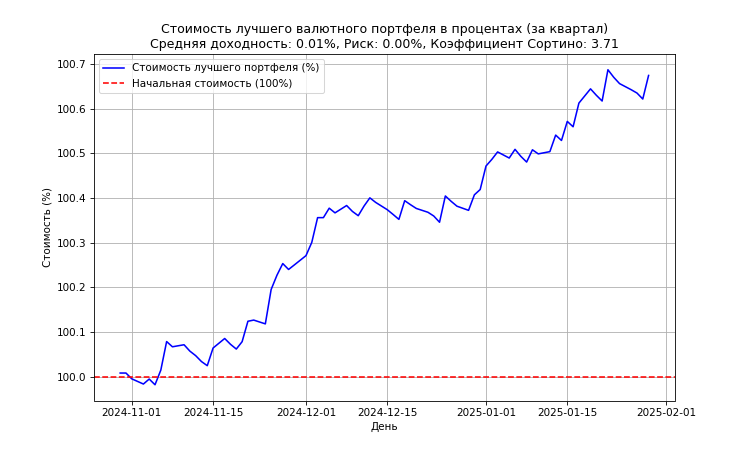 Стоимость лучшего валютного портфеля в процентах (за квартал)
Средняя доходность: 0.01%, Риск: 0.00%, Коэффициент Сортино: 3.71
Стоимость лучшего портфеля (%)
Начальная стоимость (100%)
Стоимость (%)
100.7
100.6
100.5
100.4
100.3
100.2
100.1
100.0
2024-11-01 2024-11-15 2024-12-01 2024-12-15 2025-01-01 2025-01-15 2025-02-01
День